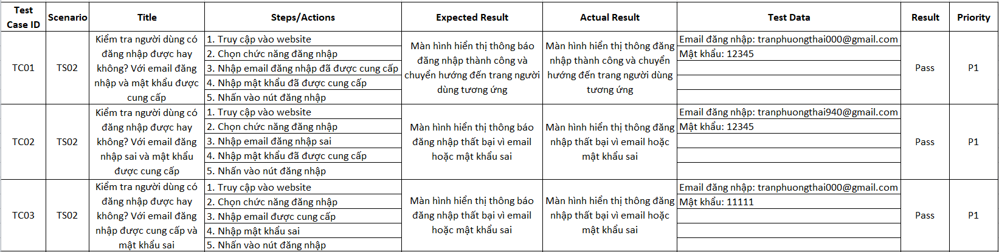 Test Case ID Scenario Title Steps/Actions Expected Result Actual Result Test Data Result Priority
TC01
TS02
Kiểm tra người dùng có
đăng nhập được hay
không? Với email đăng
nhập và mật khẩu được
cung cấp
1. Truy cập vào website
2. Chọn chức năng đăng nhập
3. Nhập email đăng nhập đã được cung cấp
4. Nhập mật khẩu đã được cung cấp
5. Nhấn vào nút đăng nhập
Màn hình hiển thị thông báo
đăng nhập thành công và
chuyển hướng đến trang người
dùng tương ứng
Màn hình hiển thị thông đăng
nhập thành công và chuyển
hướng đến trang người dùng
tương ứng
Email đăng nhập: tranphuongthai000@gmail.com
Mật khẩu: 12345
Pass
P1
TC02
TS02
Kiểm tra người dùng có
đăng nhập được hay
không? Với email đăng
nhập sai và mật khẩu
được cung cấp
1. Truy cập vào website
2. Chọn chức năng đăng nhập
3. Nhập email đăng nhập sai
4. Nhập mật khẩu đã được cung cấp
5. Nhấn vào nút đăng nhập
Màn hình hiển thị thông báo
đăng nhập thất bại vì email
hoặc mật khẩu sai
Màn hình hiển thị thông đăng
nhập thất bại vì email hoặc
mật khẩu sai
Email đăng nhập: tranphuongthai940@gmail.com
Mật khẩu: 12345
Pass
P1
TC03
TS02
Kiểm tra người dùng có
đăng nhập được hay
không? Với email đăng
nhập được cung cấp và
mật khẩu sai
1. Truy cập vào website
2. Chọn chức năng đăng nhập
3. Nhập email được cung cấp
4. Nhập mật khẩu sai
5. Nhấn vào nút đăng nhập
Màn hình hiển thị thông báo
đăng nhập thất bại vì email
hoặc mật khẩu sai
Màn hình hiển thị thông đăng
nhập thất bại vì email hoặc
mật khẩu sai
Email đăng nhập: tranphuongthai000@gmail.com
Mật khẩu: 11111
Pass
P1